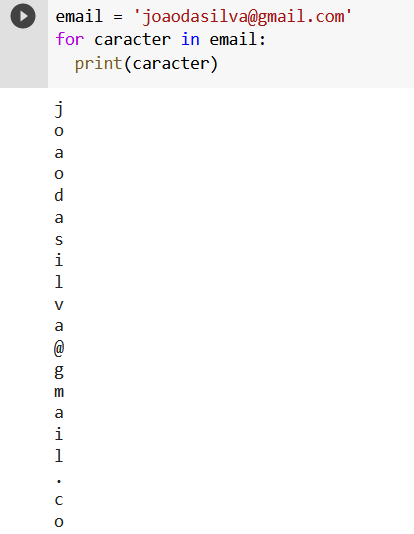 email = 'joaodasilva@gmail.com'
for caracter in email:
  print(caracter)
j
o
a
o
d
a
s
i
l
v
a
@
g
m
a
i
l
.
c
o